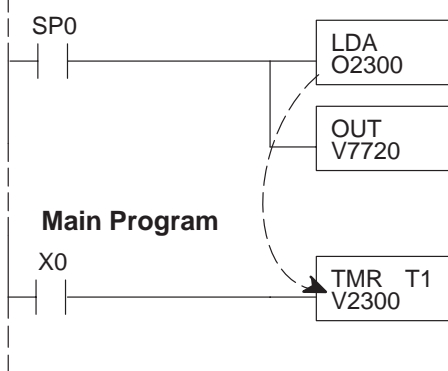 SP0
LDA
O2300
OUT
V7720
Main Program
X0
TMR T1
V2300